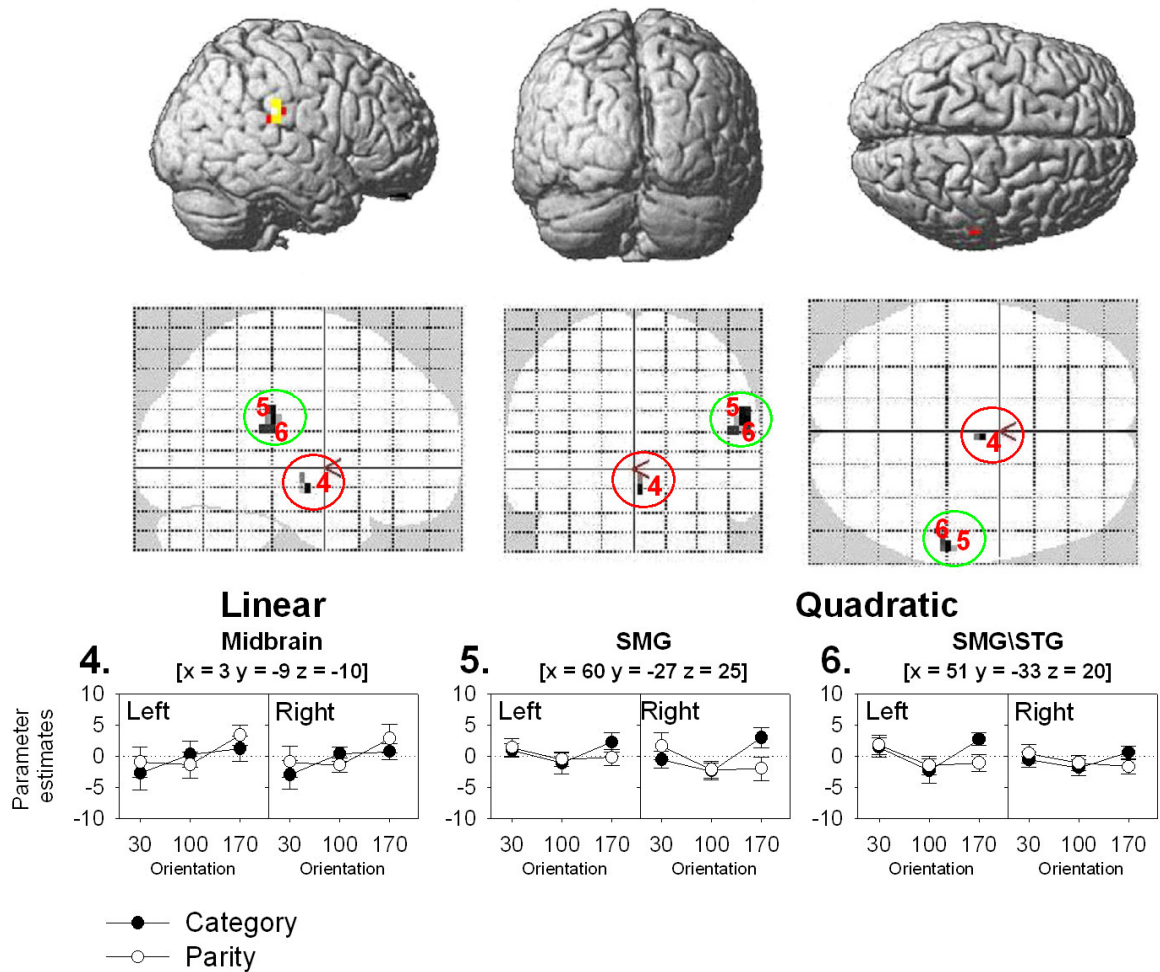 5
6
4
5
6
4
4
6
5
Linear
Quadratic
Midbrain
SMG
SMG\STG
4.
[x = 3 y = -9 z = -10]
5.
[x = 60 y = -27 z = 25]
6.
[x = 51 y = -33 z = 20]
Parameter
estimates
10
5
0
-5
-10
Left
Right
30 100 170
30 100 170
Orientation
Orientation
10
5
0
-5
-10
Left
Right
30 100 170
30 100 170
Orientation
Orientation
10
5
0
-5
-10
Left
Right
30 100 170
30 100 170
Orientation
Orientation
Category
Parity